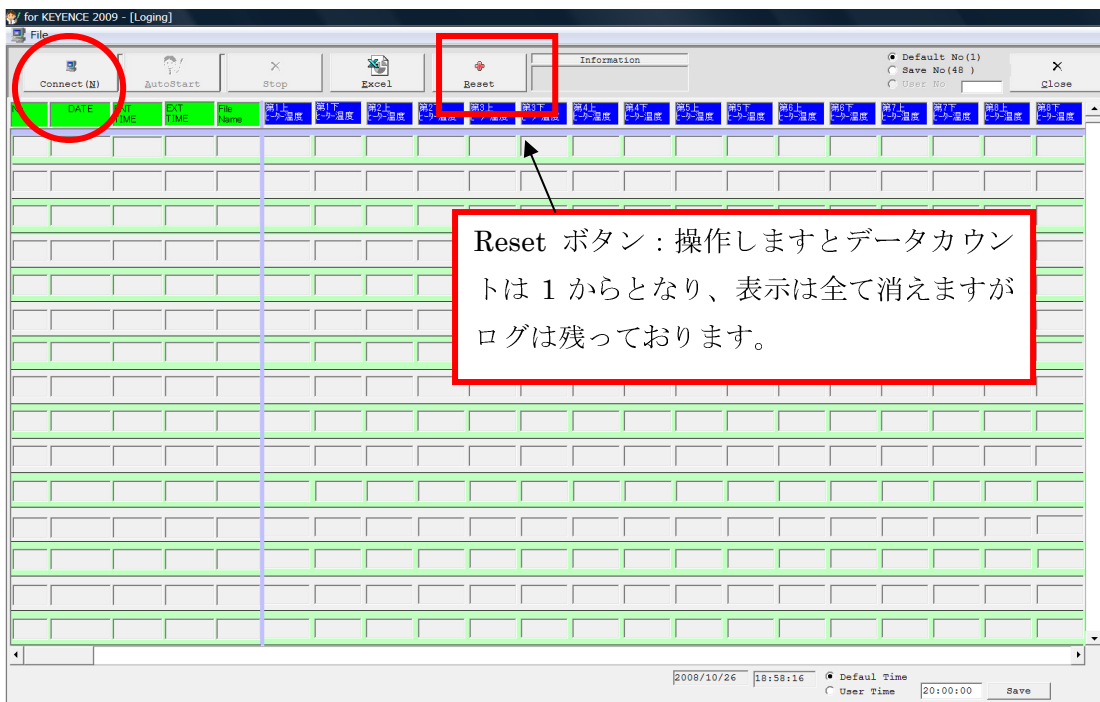 for KEYENCE 2009 - [Loging]
File
Connect(N) AutoStart Stop Excel Reset
Information
Default No(1)
Save No(48 )
User No
Close
DATE ENT TIME EXT TIME File Name 第1上ヒーター温度 第1下ヒーター温度 第2上ヒーター温度 第2下ヒーター温度 第3上ヒーター温度 第3下ヒーター温度 第4上ヒーター温度 第4下ヒーター温度 第5上ヒーター温度 第5下ヒーター温度 第6上ヒーター温度 第6下ヒーター温度 第7上ヒーター温度 第7下ヒーター温度 第8上ヒーター温度 第8下ヒーター温度
Reset ボタン：操作しますとデータカウン
トは 1 からとなり、表示は全て消えますが
ログは残っております。
2008/10/26 18:58:16
Defaul Time
User Time 20:00:00 Save